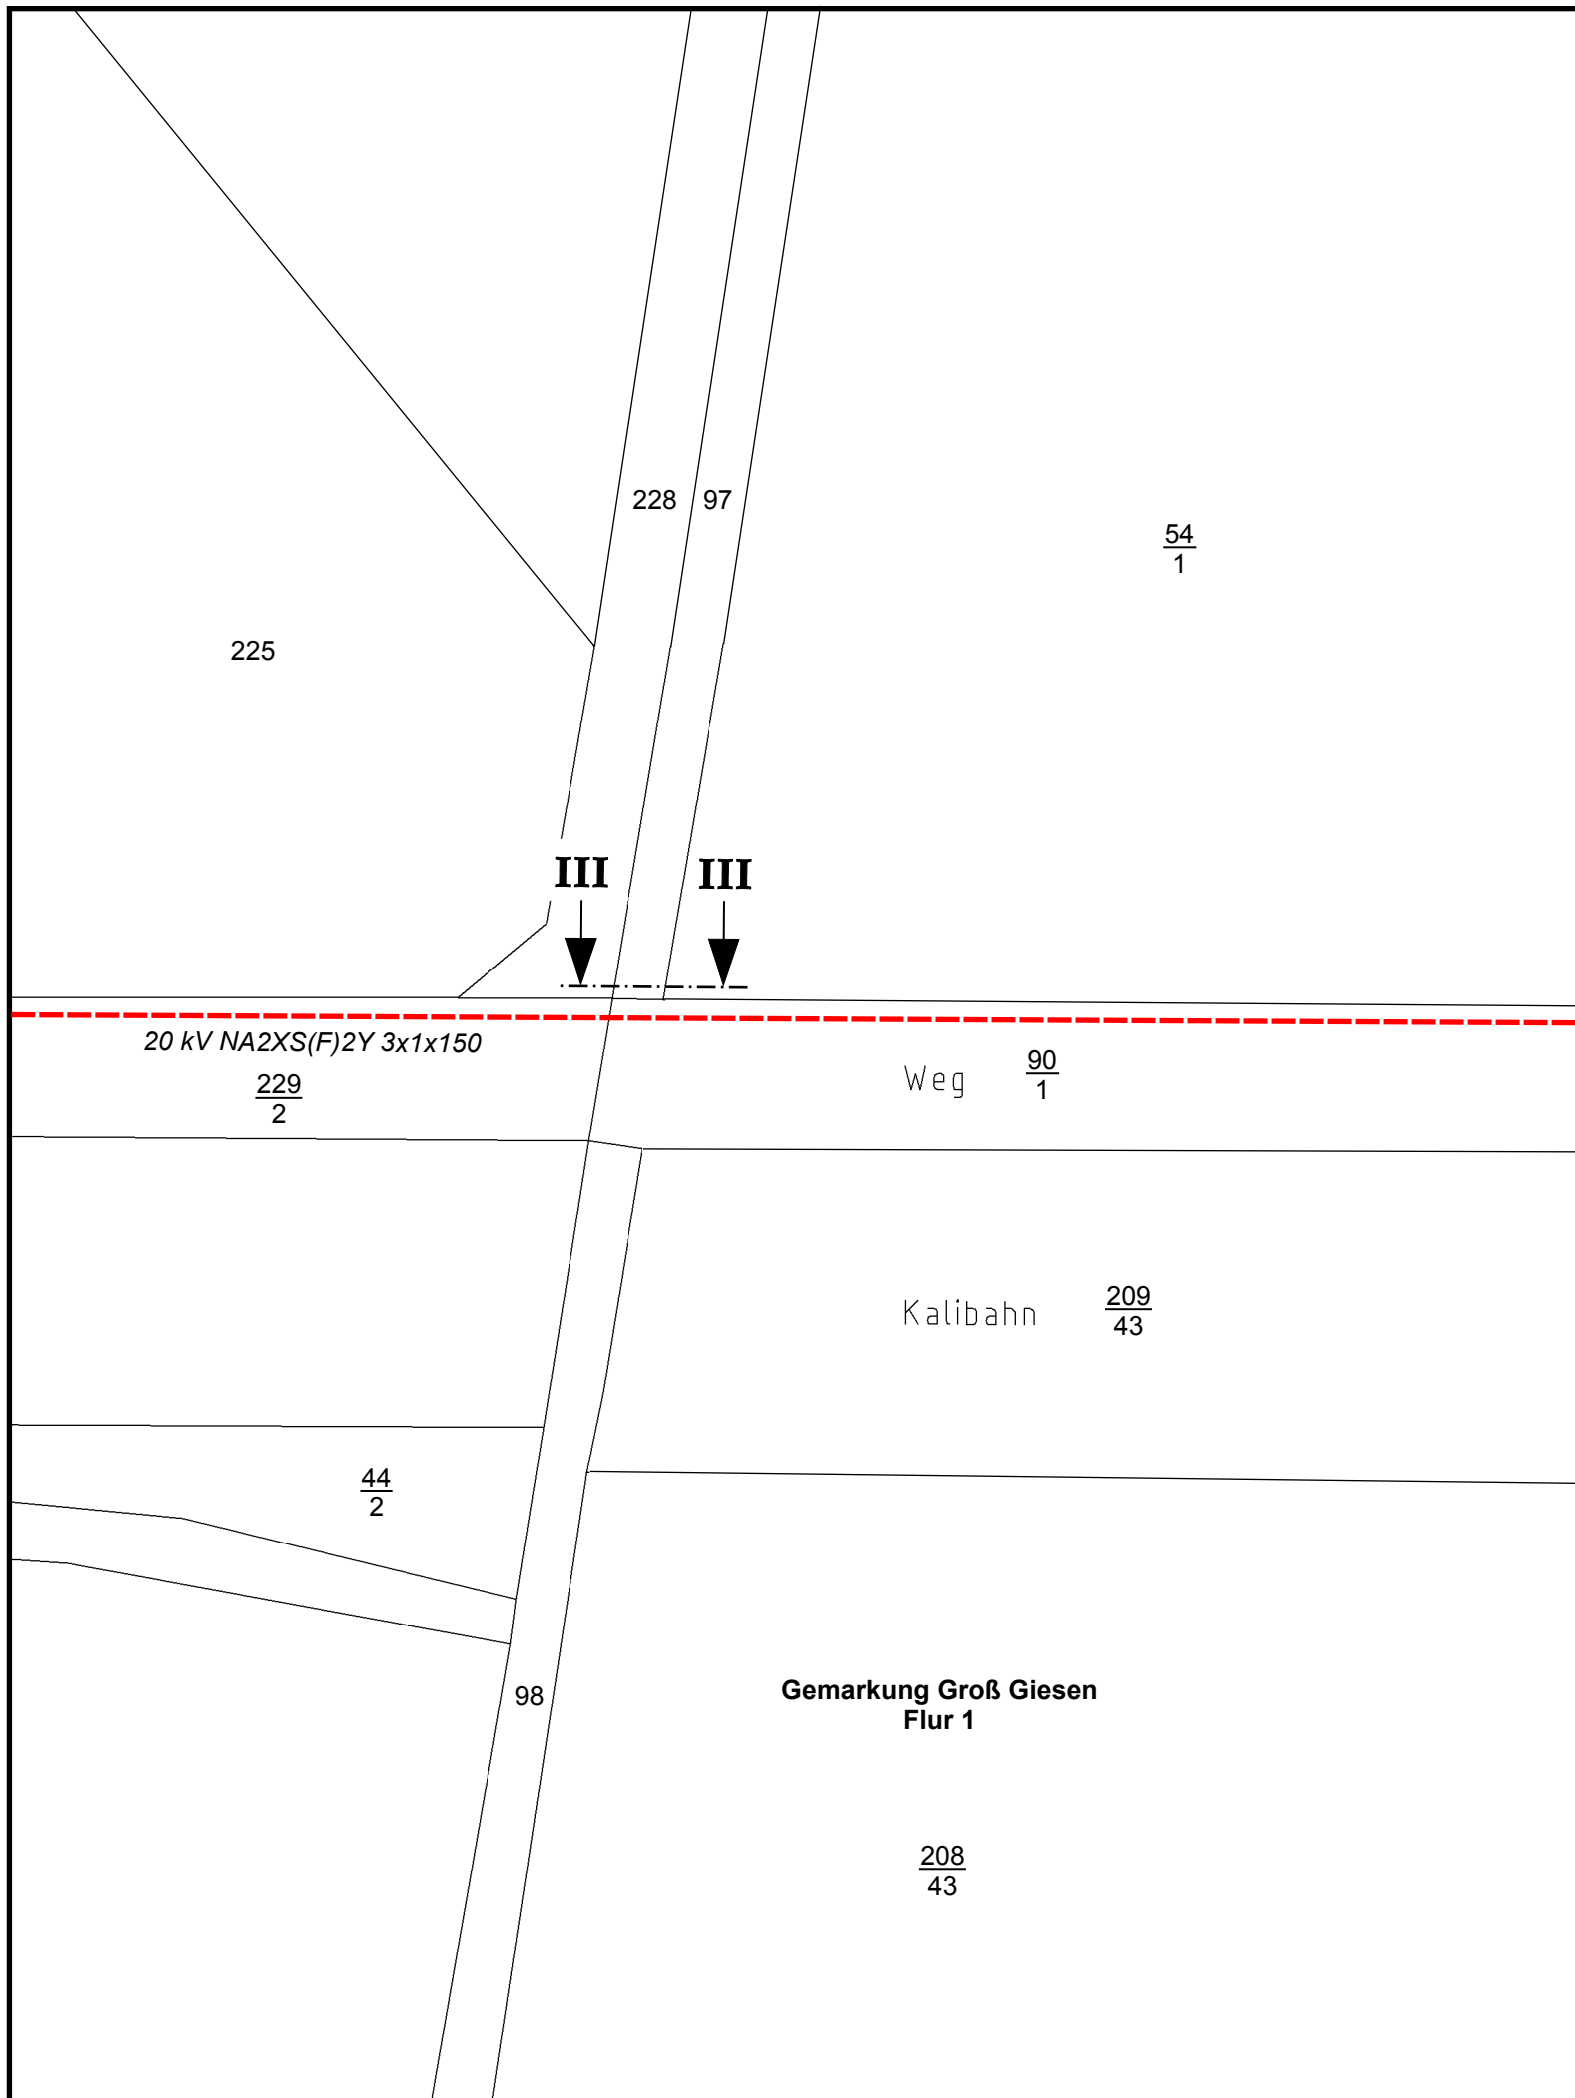 228 97
54
1
225
III III
20 kV NA2XS(F)2Y 3x1x150
229
2
Weg 90
1
Kalibahn 209
43
44
2
98
Gemarkung Groß Giesen
Flur 1
208
43